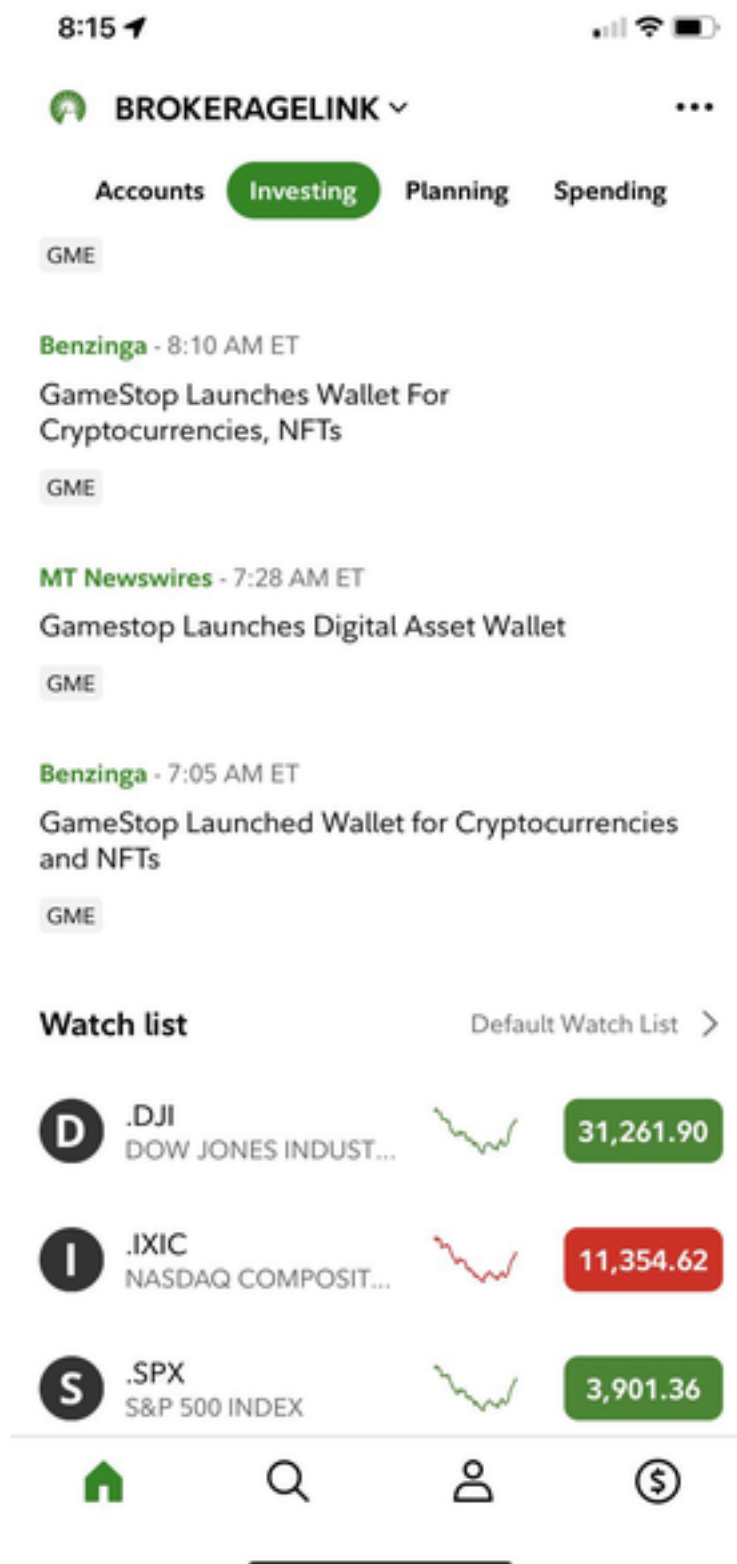 8:15
BROKERAGELINK
Accounts Investing Planning Spending
GME
Benzinga - 8:10 AM ET
GameStop Launches Wallet For
Cryptocurrencies, NFTs
GME
MT Newswires - 7:28 AM ET
Gamestop Launches Digital Asset Wallet
GME
Benzinga - 7:05 AM ET
GameStop Launched Wallet for Cryptocurrencies
and NFTs
GME
Watch list Default Watch List
D .DJI 31,261.90
DOW JONES INDUST...
I .IXIC 11,354.62
NASDAQ COMPOSIT...
S .SPX 3,901.36
S&P 500 INDEX
$